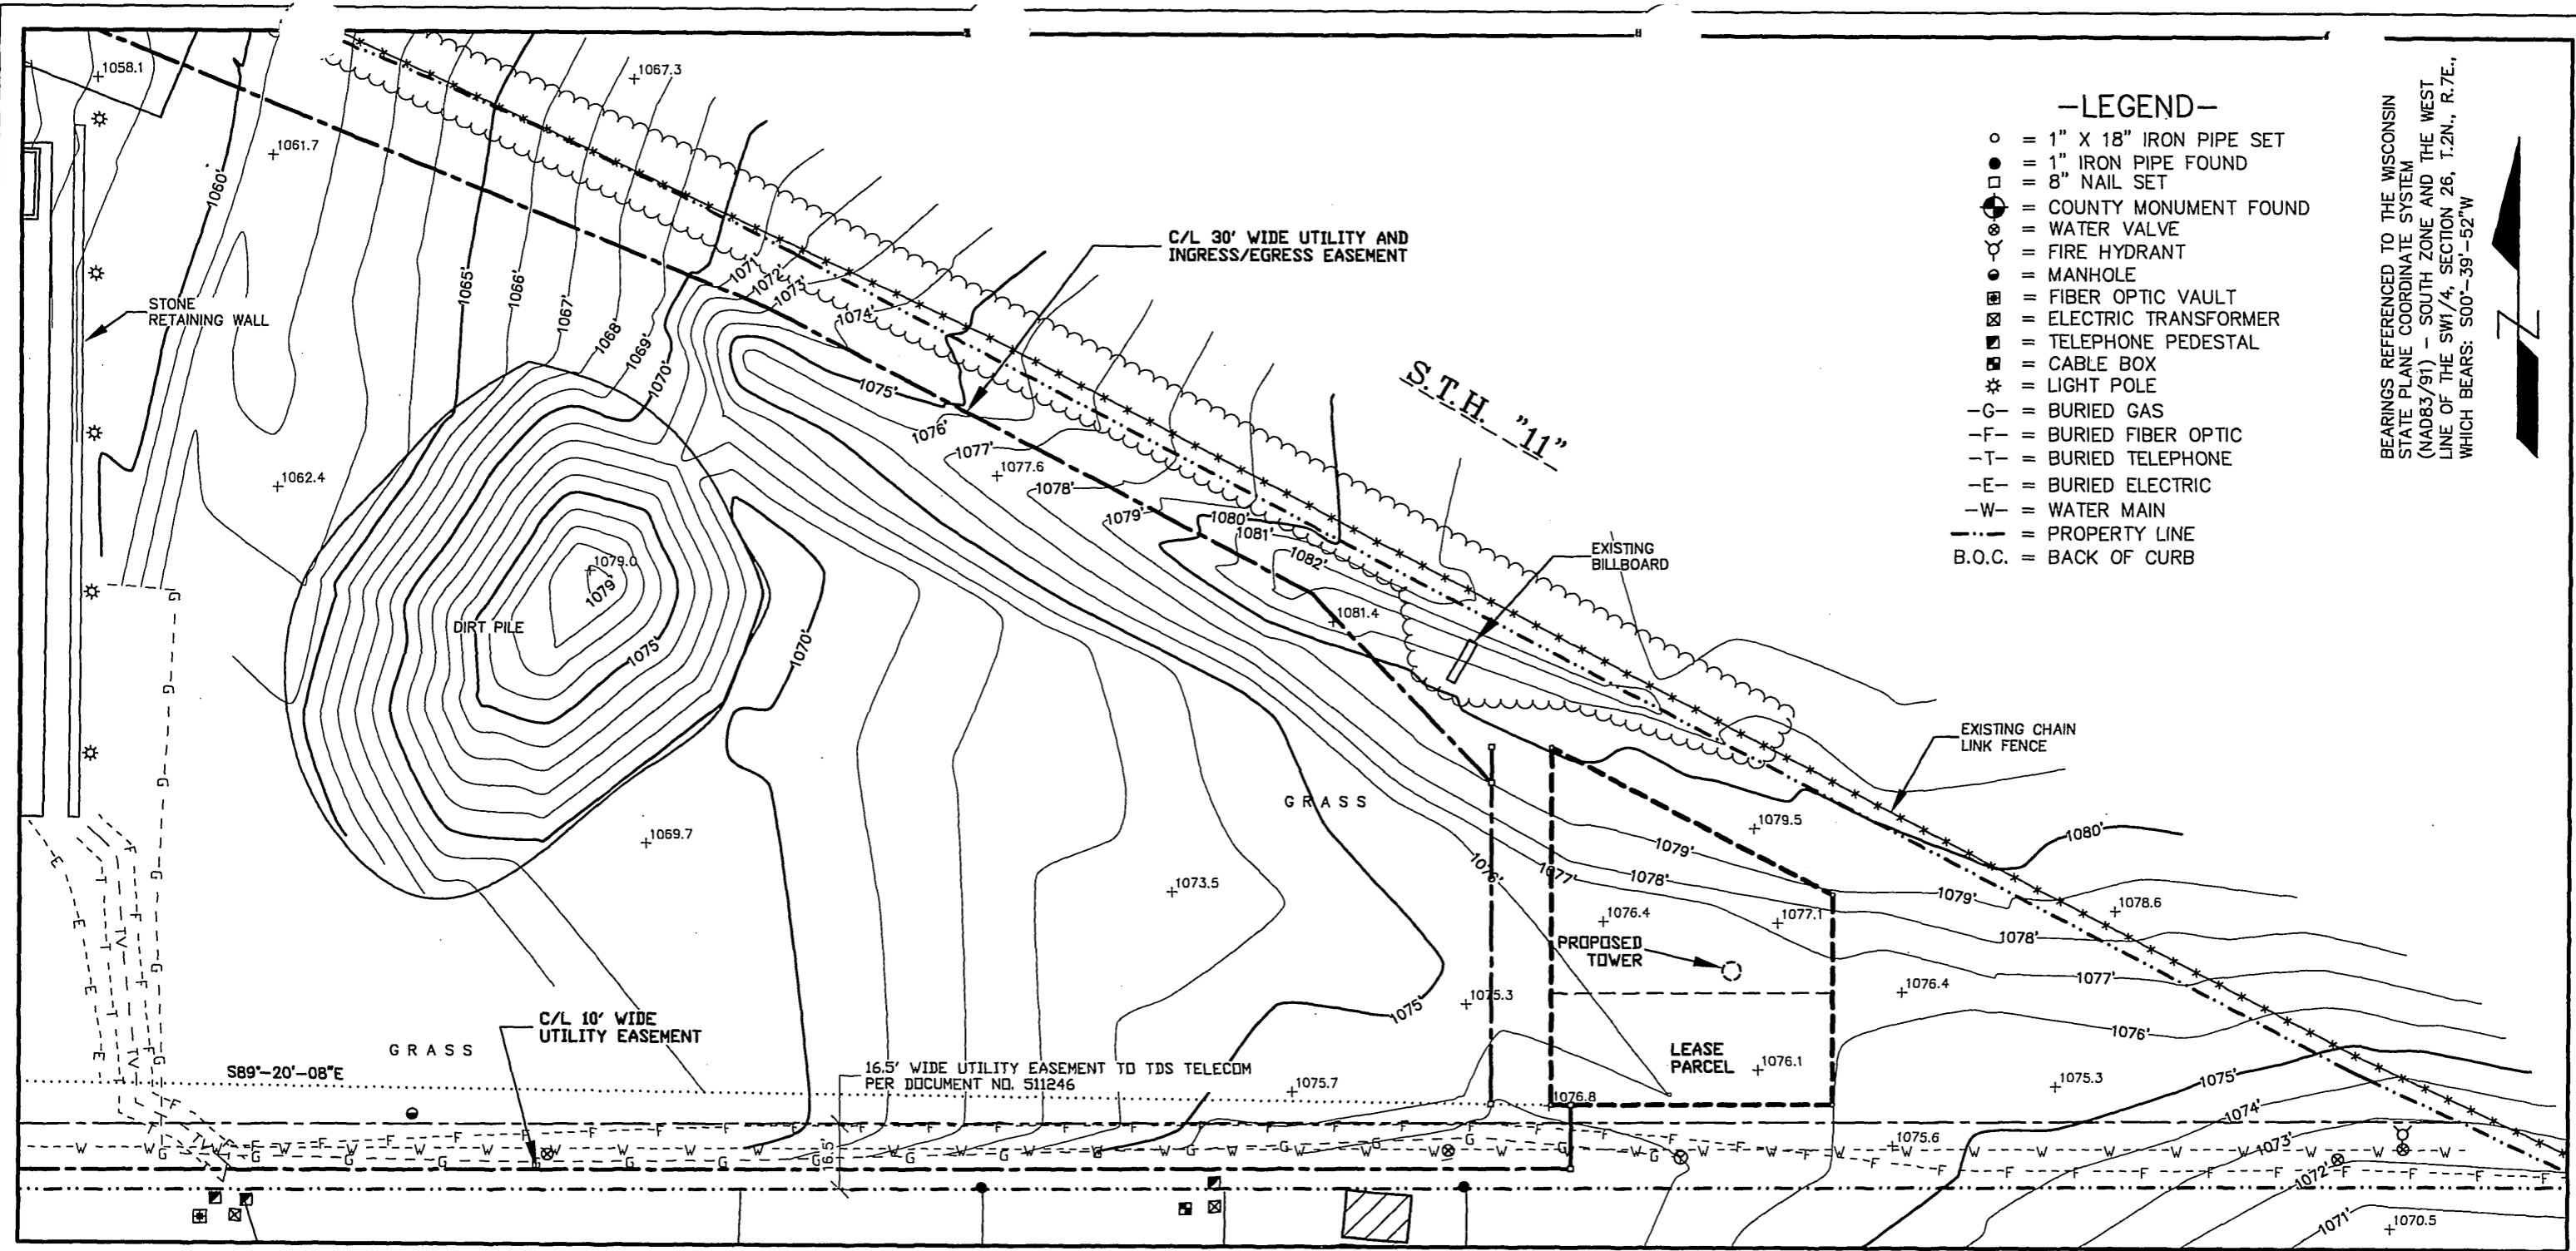 1058.1
1067.3
1061.7
1060'
STONE
RETAINING WALL
1065'
1066'
1067'
1068'
1069'
1070'
1071'
1072'
1073'
1074'
1075'
1076'
1077'
1077.6
1078'
1079'
1080'
1081'
1082'
1081.4
C/L 30' WIDE UTILITY AND
INGRESS/EGRESS EASEMENT
S.T.H. "11"
EXISTING
BILLBOARD
EXISTING CHAIN
LINK FENCE
-LEGEND-
= 1" X 18" IRON PIPE SET
= 1" IRON PIPE FOUND
= 8" NAIL SET
= COUNTY MONUMENT FOUND
= WATER VALVE
= FIRE HYDRANT
= MANHOLE
= FIBER OPTIC VAULT
= ELECTRIC TRANSFORMER
= TELEPHONE PEDESTAL
= CABLE BOX
= LIGHT POLE
-G- = BURIED GAS
-F- = BURIED FIBER OPTIC
-T- = BURIED TELEPHONE
-E- = BURIED ELECTRIC
-W- = WATER MAIN
= PROPERTY LINE
B.O.C. = BACK OF CURB
BEARINGS REFERENCED TO THE WISCONSIN
STATE PLANE COORDINATE SYSTEM
(NAD83/91) - SOUTH ZONE AND THE WEST
LINE OF THE SW1/4, SECTION 26, T.2N., R.7E.,
WHICH BEARS: S00°-39'-52"W
N
1062.4
1079.0
1079'
DIRT PILE
1075'
1070'
1069.7
GRASS
1073.5
1076'
1077'
1078'
1079'
1079.5
1080'
1079'
1078.6
1078'
1077'
1076'
1076.4
1077.1
PROPOSED
TOWER
1076.4
1075.3
1075'
LEASE
PARCEL
1076.1
1076.8
1075.7
1075.3
1075'
1074'
1073'
1072'
1071'
1070.5
1075.6
GRASS
C/L 10' WIDE
UTILITY EASEMENT
S89°-20'-08"E
16.5' WIDE UTILITY EASEMENT TO TDS TELECOM
PER DOCUMENT NO. 511246
16.5'